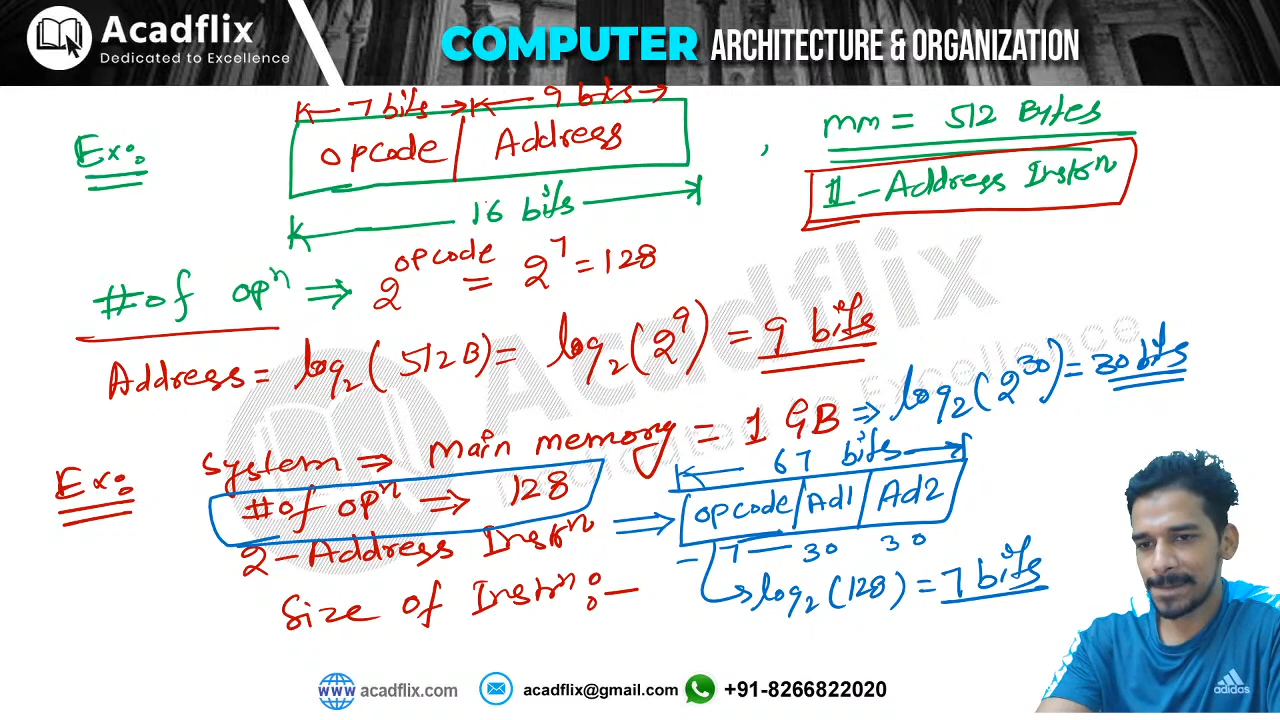 Acadflix
Dedicated to Excellence
COMPUTER ARCHITECTURE & ORGANIZATION
7 bits 9 bits
Ex:
opcode Address
, mm = 512 Bytes
1-Address Instrn
16 bits
#of opn ⇒ 2^opcode = 2^7 = 128
Address = log2(512B) = log2(2^9) = 9 bits
Ex: System ⇒ main memory = 1 GB ⇒ log2(2^30) = 30 bits
67 bits
#of opn ⇒ 128
opcode Ad1 Ad2
2-Address Instrn ⇒
7 30 30
log2(128) = 7 bits
Size of Instrn :-
Acadflix
Dedicated to Excellence
www.acadflix.com acadflix@gmail.com +91-8266822020
adidas